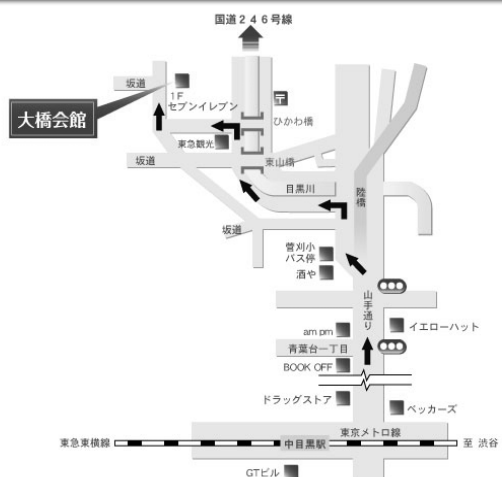 国道２４６号線
坂道
１F
セブンイレブン
大橋会館
〒
ひかわ橋
東急観光
東山橋
坂道
目黒川
陸橋
坂道
菅刈小
バス停
酒や
山手通り
am pm
イエローハット
青葉台一丁目
BOOK OFF
ドラッグストア
ベッカーズ
東京メトロ線
東急東横線
中目黒駅
至 渋谷
GTビル